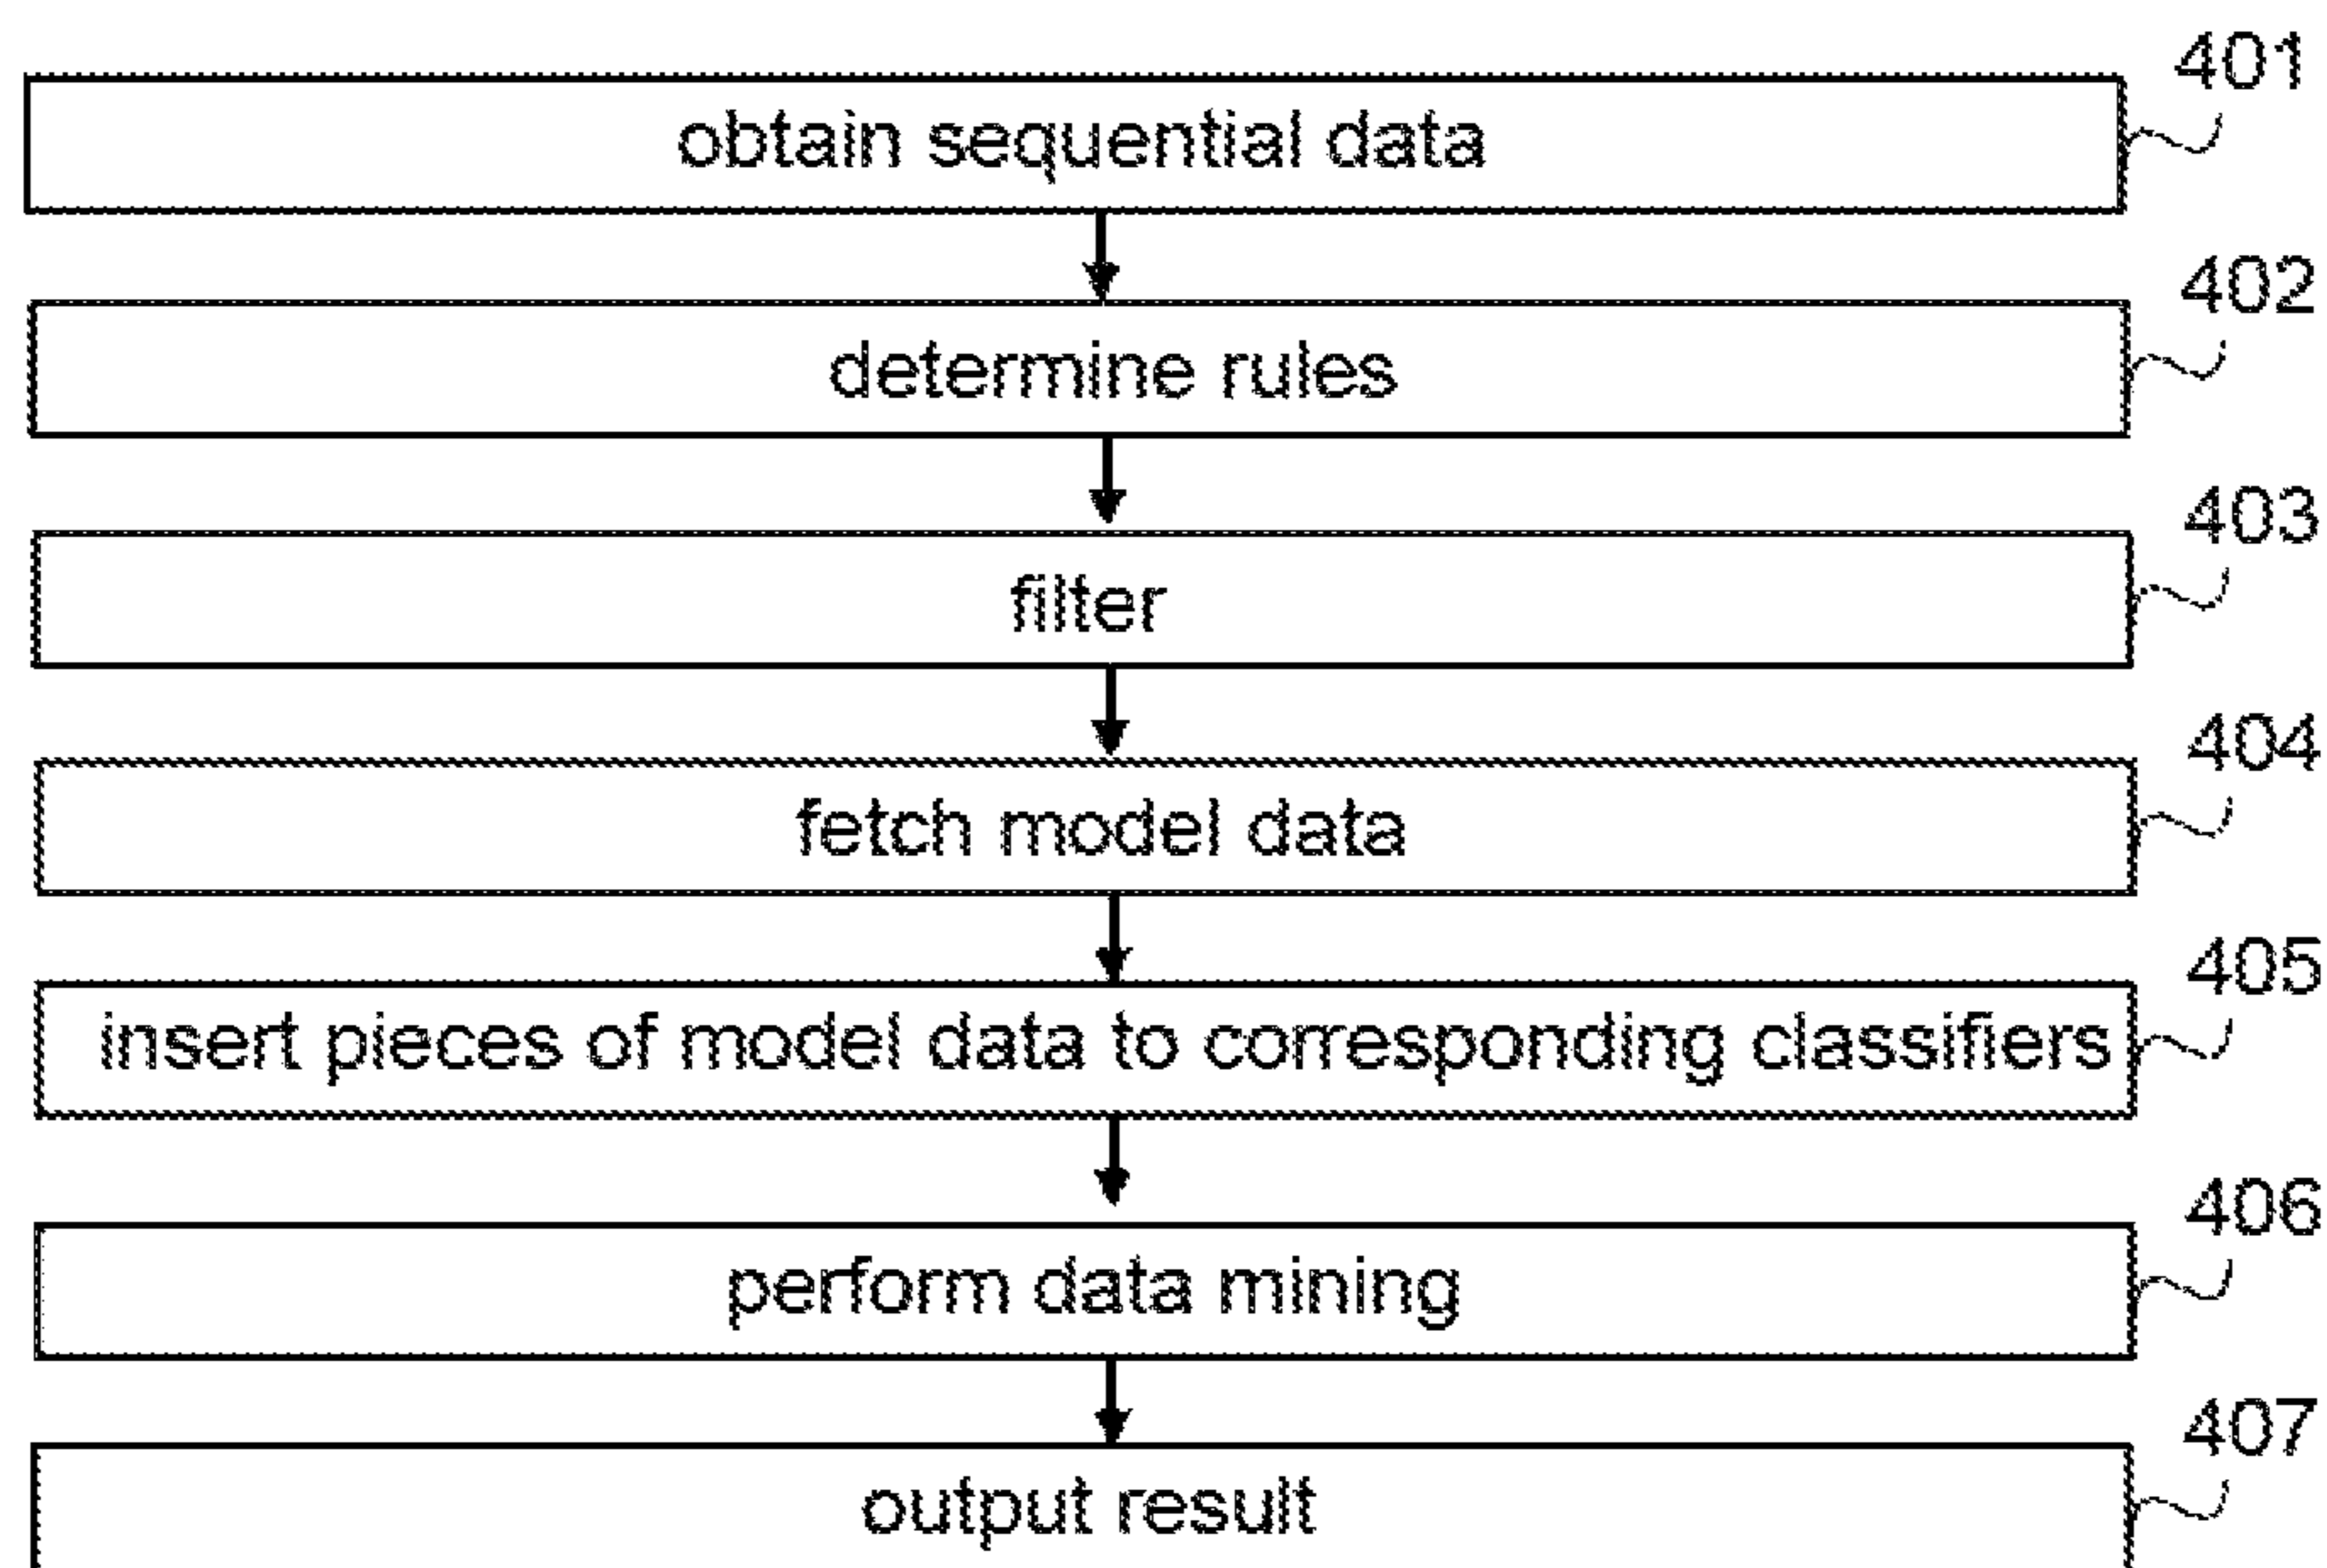 401
obtain sequential data
402
determine rules
403
filter
404
fetch model data
405
insert pieces of model data to corresponding classifiers
406
perform data mining
407
output result